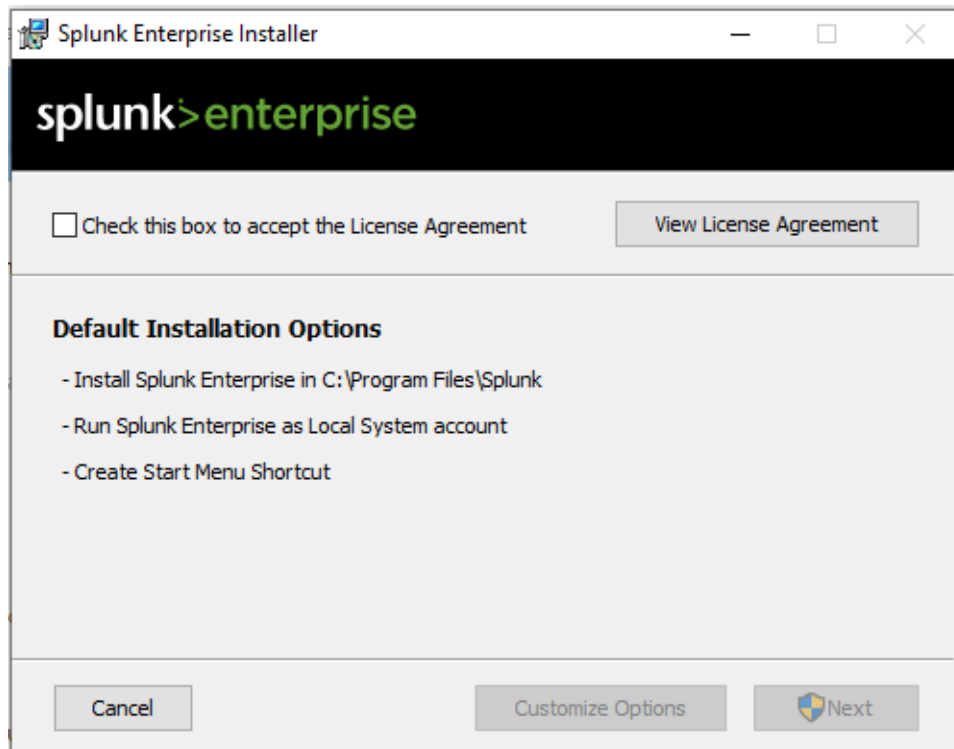 Splunk Enterprise Installer
splunk>enterprise
Check this box to accept the License Agreement
View License Agreement
Default Installation Options
- Install Splunk Enterprise in C:\Program Files\Splunk
- Run Splunk Enterprise as Local System account
- Create Start Menu Shortcut
Cancel
Customize Options
Next